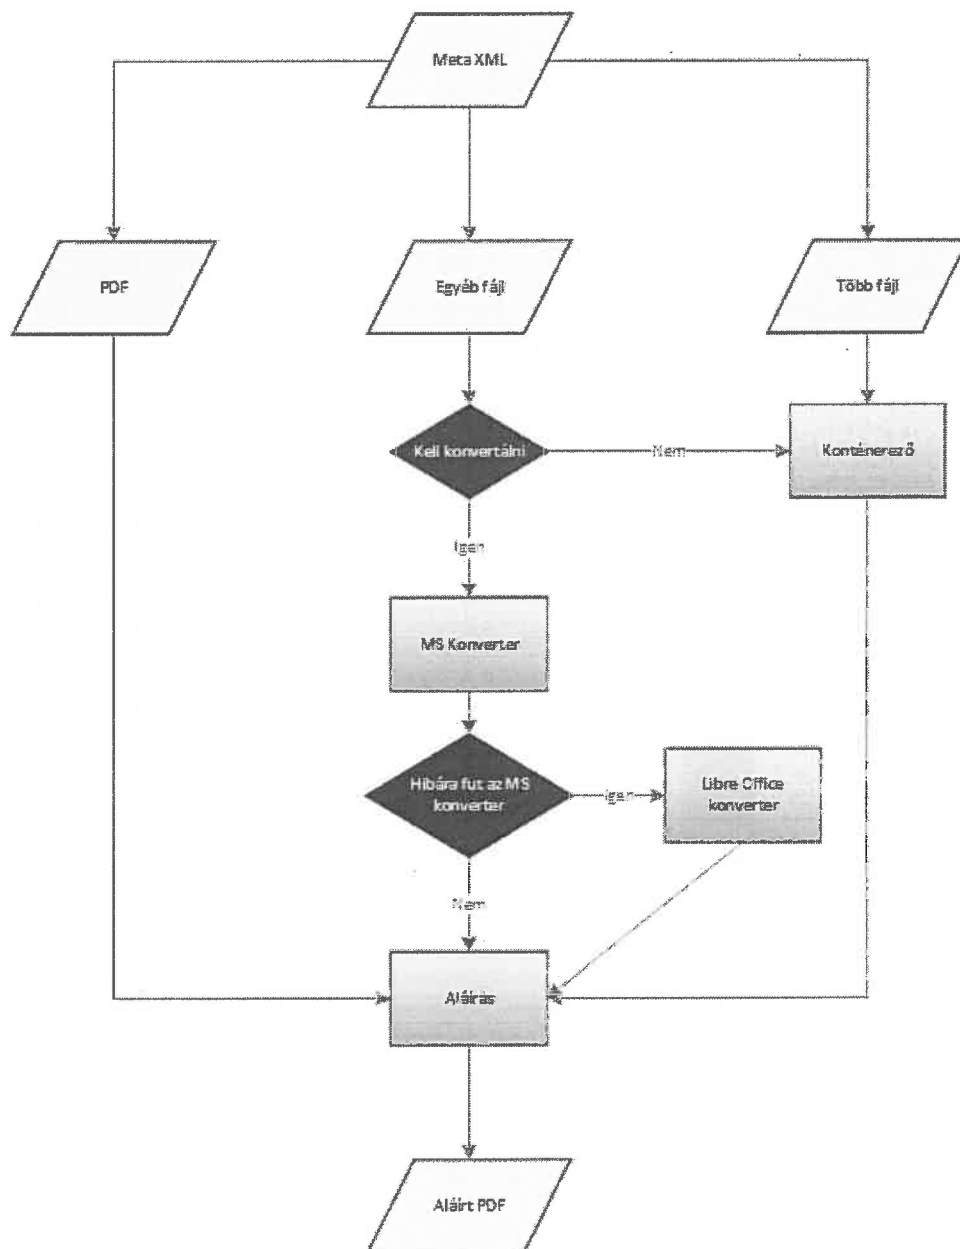 Meta XML
PDF
Egyéb fájl
Több fájl
Kell konvertálni
Nem
Konténerező
Igen
MS Konverter
Hibára fut az MS
konverter
Igen
Libre Office
konverter
Nem
Aláírás
Aláírt PDF